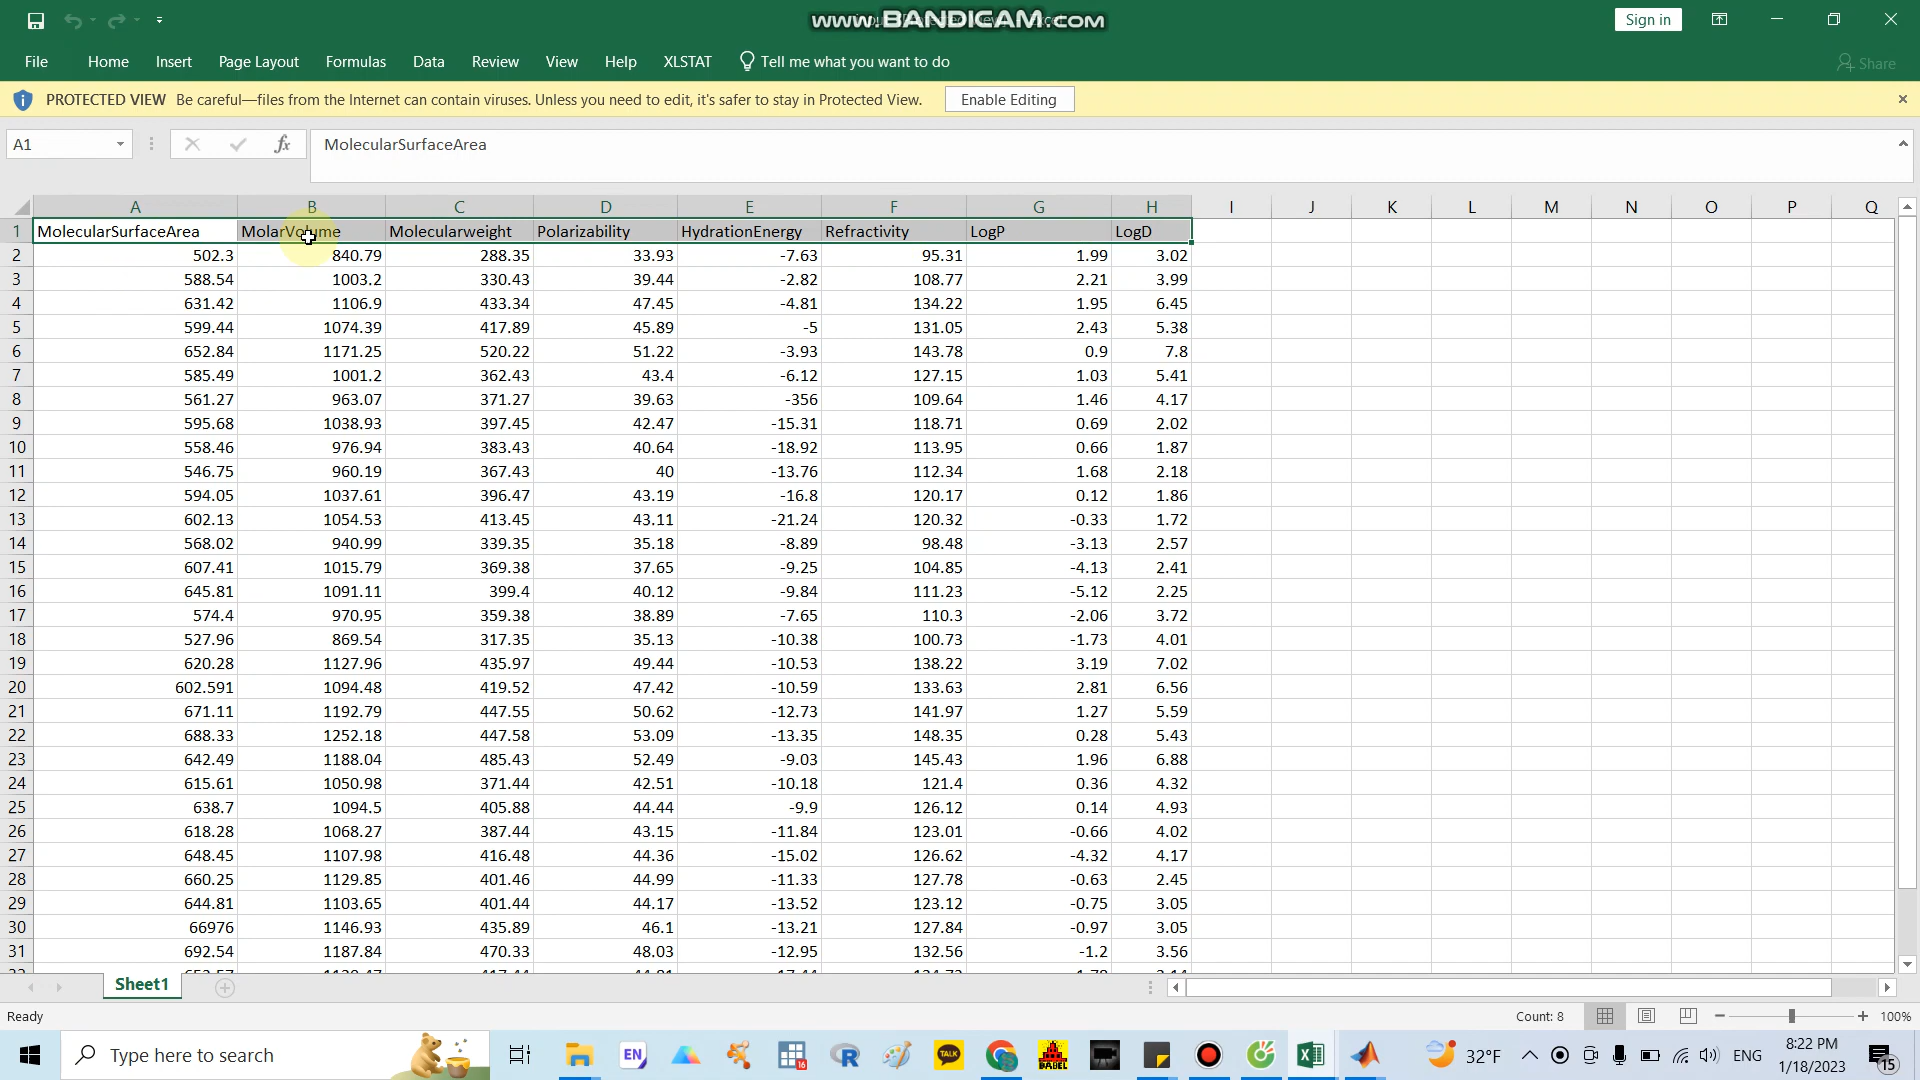 www.BANDICAM.com
Sign in
File Home Insert Page Layout Formulas Data Review View Help XLSTAT Tell me what you want to do Share
PROTECTED VIEW Be careful—files from the Internet can contain viruses. Unless you need to edit, it's safer to stay in Protected View. Enable Editing
A1 fx MolecularSurfaceArea
A B C D E F G H I J K L M N O P Q
1 MolecularSurfaceArea MolarVolume Molecularweight Polarizability HydrationEnergy Refractivity LogP LogD
2 502.3 840.79 288.35 33.93 -7.63 95.31 1.99 3.02
3 588.54 1003.2 330.43 39.44 -2.82 108.77 2.21 3.99
4 631.42 1106.9 433.34 47.45 -4.81 134.22 1.95 6.45
5 599.44 1074.39 417.89 45.89 -5 131.05 2.43 5.38
6 652.84 1171.25 520.22 51.22 -3.93 143.78 0.9 7.8
7 585.49 1001.2 362.43 43.4 -6.12 127.15 1.03 5.41
8 561.27 963.07 371.27 39.63 -356 109.64 1.46 4.17
9 595.68 1038.93 397.45 42.47 -15.31 118.71 0.69 2.02
10 558.46 976.94 383.43 40.64 -18.92 113.95 0.66 1.87
11 546.75 960.19 367.43 40 -13.76 112.34 1.68 2.18
12 594.05 1037.61 396.47 43.19 -16.8 120.17 0.12 1.86
13 602.13 1054.53 413.45 43.11 -21.24 120.32 -0.33 1.72
14 568.02 940.99 339.35 35.18 -8.89 98.48 -3.13 2.57
15 607.41 1015.79 369.38 37.65 -9.25 104.85 -4.13 2.41
16 645.81 1091.11 399.4 40.12 -9.84 111.23 -5.12 2.25
17 574.4 970.95 359.38 38.89 -7.65 110.3 -2.06 3.72
18 527.96 869.54 317.35 35.13 -10.38 100.73 -1.73 4.01
19 620.28 1127.96 435.97 49.44 -10.53 138.22 3.19 7.02
20 602.591 1094.48 419.52 47.42 -10.59 133.63 2.81 6.56
21 671.11 1192.79 447.55 50.62 -12.73 141.97 1.27 5.59
22 688.33 1252.18 447.58 53.09 -13.35 148.35 0.28 5.43
23 642.49 1188.04 485.43 52.49 -9.03 145.43 1.96 6.88
24 615.61 1050.98 371.44 42.51 -10.18 121.4 0.36 4.32
25 638.7 1094.5 405.88 44.44 -9.9 126.12 0.14 4.93
26 618.28 1068.27 387.44 43.15 -11.84 123.01 -0.66 4.02
27 648.45 1107.98 416.48 44.36 -15.02 126.62 -4.32 4.17
28 660.25 1129.85 401.46 44.99 -11.33 127.78 -0.63 2.45
29 644.81 1103.65 401.44 44.17 -13.52 123.12 -0.75 3.05
30 66976 1146.93 435.89 46.1 -13.21 127.84 -0.97 3.05
31 692.54 1187.84 470.33 48.03 -12.95 132.56 -1.2 3.56
Sheet1
Ready Count: 8 100%
Type here to search EN 16 R TALK BABEL 32°F ENG 8:22 PM
1/18/2023 15